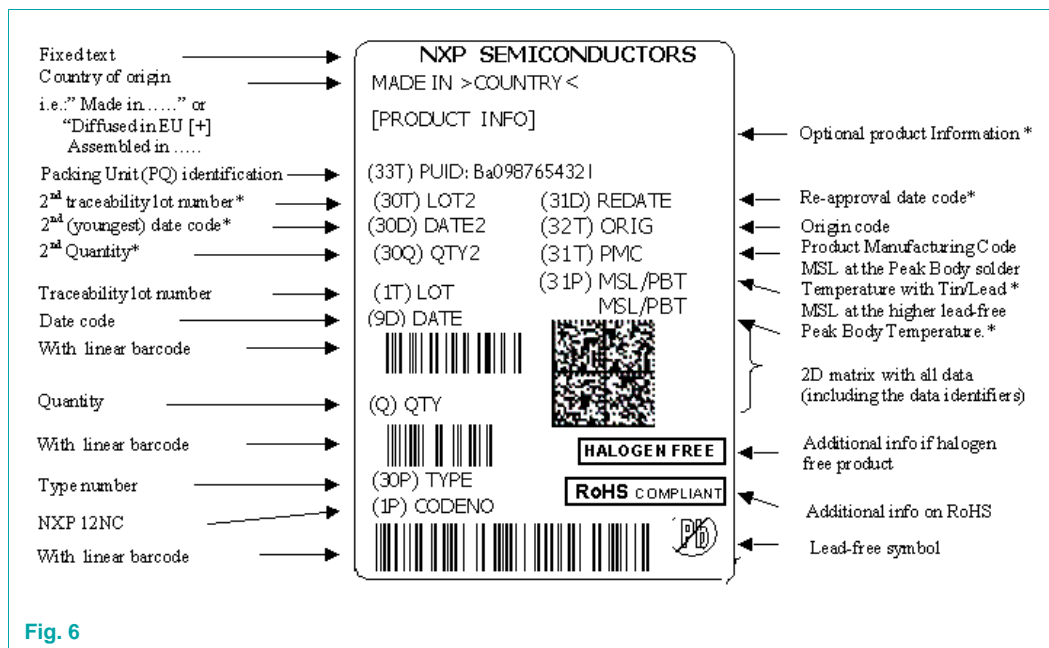 Fixed text
Country of origin
i.e.:" Made in……" or
"Diffused in EU [+]
Assembled in …..
Packing Unit (PQ) identification
2nd traceability lot number*
2nd (youngest) date code*
2nd Quantity*
Traceability lot number
Date code
With linear barcode
Quantity
With linear barcode
Type number
NXP 12NC
With linear barcode
NXP SEMICONDUCTORS
MADE IN >COUNTRY<
[PRODUCT INFO]
(33T) PUID: Ba098765432l
(30T) LOT2 (31D) REDATE
(30D) DATE2 (32T) ORIG
(30Q) QTY2 (31T) PMC
(31P) MSL/PBT
(1T) LOT
MSL/PBT
(9D) DATE
(Q) QTY
HALOGEN FREE
(30P) TYPE
RoHS COMPLIANT
(1P) CODENO
Pb
Optional product Information *
Re-approval date code*
Origin code
Product Manufacturing Code
MSL at the Peak Body solder
Temperature with Tin/Lead *
MSL at the higher lead-free
Peak Body Temperature.*
2D matrix with all data
(including the data identifiers)
Additional info if halogen
free product
Additional info on RoHS
Lead-free symbol
Fig. 6